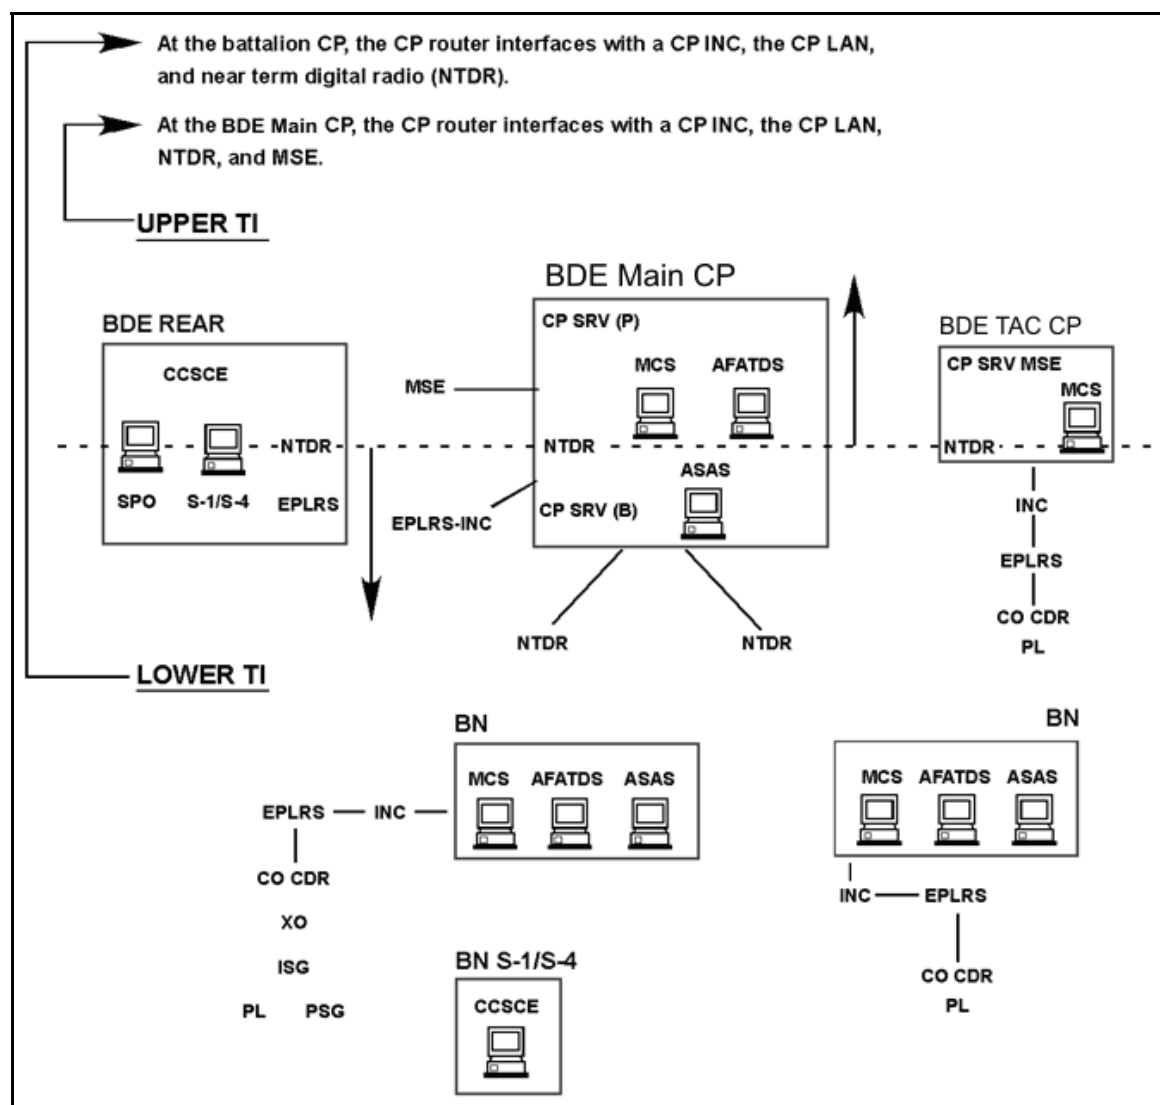 At the battalion CP, the CP router interfaces with a CP INC, the CP LAN,
and near term digital radio (NTDR).
At the BDE Main CP, the CP router interfaces with a CP INC, the CP LAN,
NTDR, and MSE.
UPPER TI
BDE Main CP
BDE REAR
BDE TAC CP
CCSCE
SPO
S-1/S-4
NTDR
EPLRS
MSE
EPLRS-INC
CP SRV (P)
MCS
AFATDS
NTDR
ASAS
CP SRV (B)
NTDR
NTDR
CP SRV MSE
MCS
NTDR
INC
EPLRS
CO CDR
PL
LOWER TI
BN
MCS AFATDS ASAS
EPLRS INC
CO CDR
XO
ISG
PL PSG
BN S-1/S-4
CCSCE
BN
MCS AFATDS ASAS
INC EPLRS
CO CDR
PL